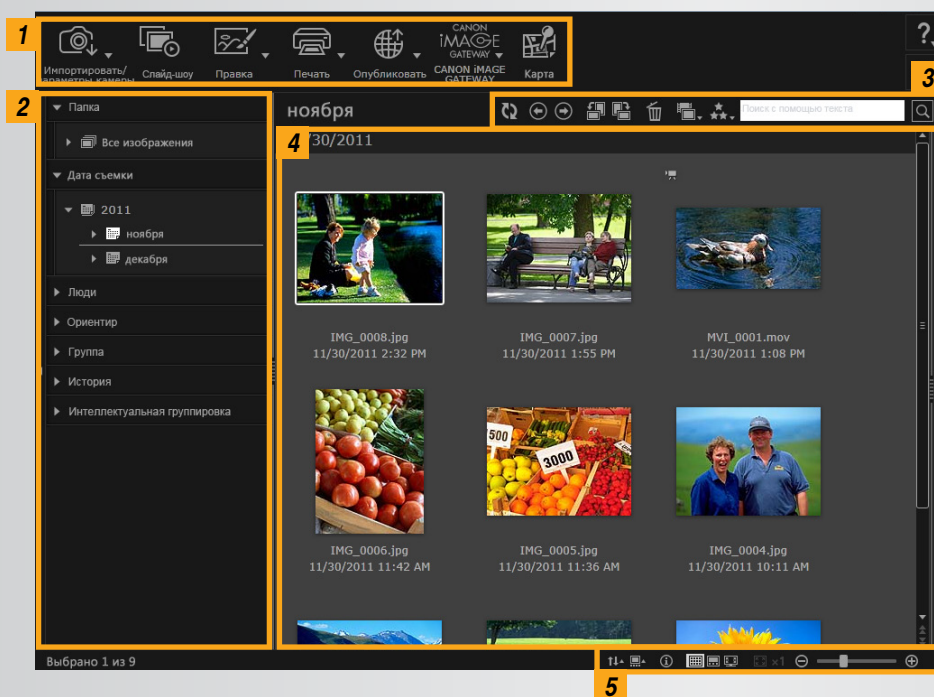 1
CANON
iMAGE
GATEWAY
?
Импортировать/
параметры камеры
Слайд-шоу
Правка
Печать
Опубликовать
CANON iMAGE
GATEWAY
Карта
3
2
Папка
ноября
Поиск с помощью текста
4
/30/2011
Все изображения
Дата съемки
2011
ноября
декабря
Люди
Ориентир
Группа
История
Интеллектуальная группировка
IMG_0008.jpg
11/30/2011 2:32 PM
IMG_0007.jpg
11/30/2011 1:55 PM
MVI_0001.mov
11/30/2011 1:08 PM
500
3000
IMG_0006.jpg
11/30/2011 11:42 AM
IMG_0005.jpg
11/30/2011 11:36 AM
IMG_0004.jpg
11/30/2011 10:11 AM
Выбрано 1 из 9
x1
5